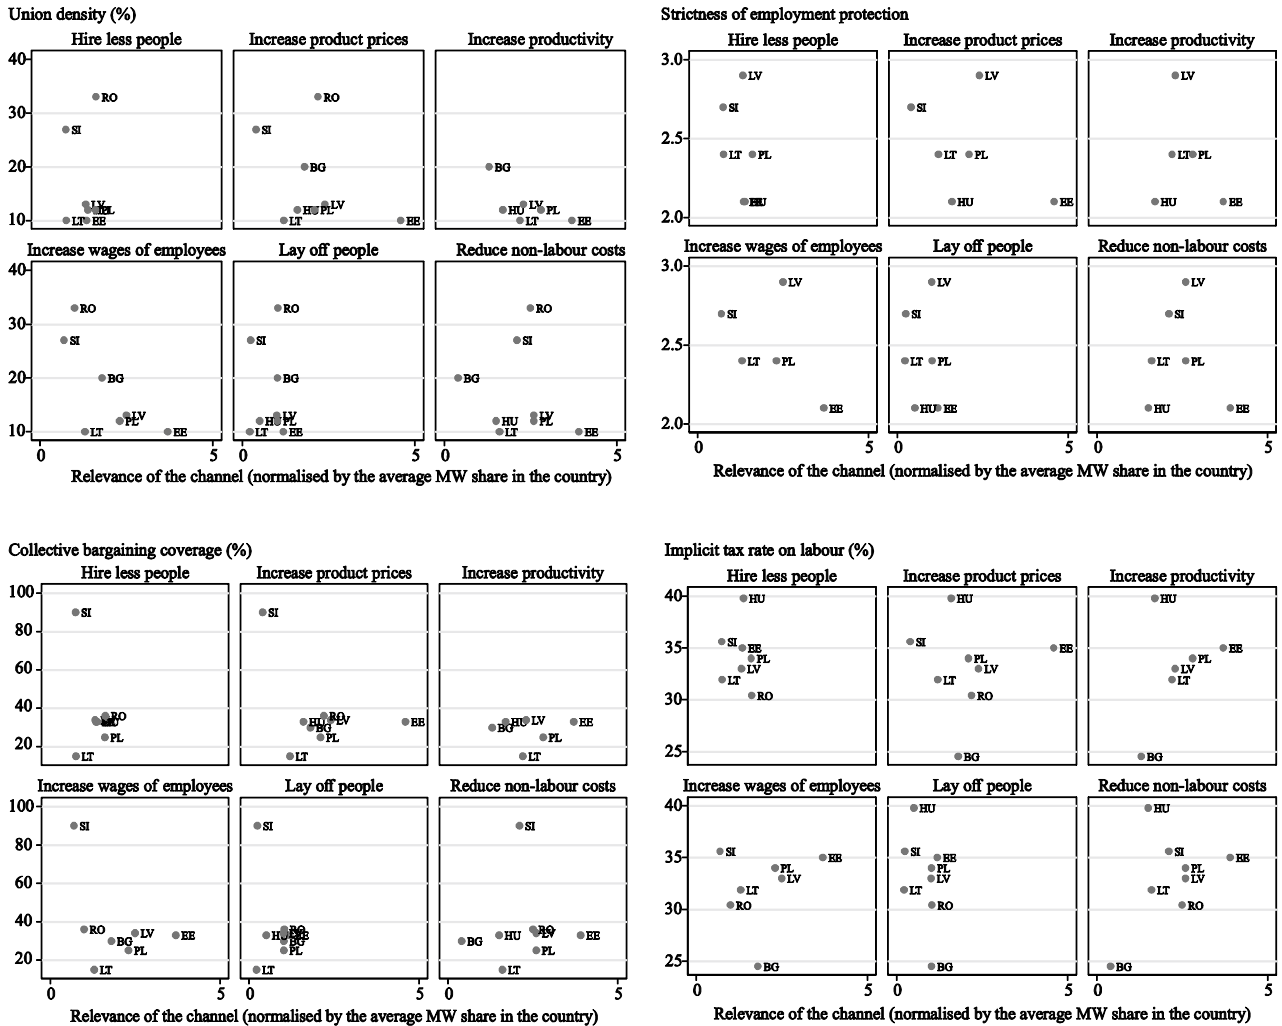 Union density (%)
Hire less people
Increase product prices
Increase productivity
40
30
20
10
RO
SI
LV
PL
LT
EE
RO
SI
BG
LV
HU
PL
LT
EE
BG
LV
HU
PL
LT
EE
Increase wages of employees
Lay off people
Reduce non-labour costs
40
30
20
10
RO
SI
BG
LV
PL
LT
EE
RO
SI
BG
LV
HU
PL
LT
EE
RO
SI
BG
LV
HU
PL
LT
EE
0
5
0
5
0
5
Relevance of the channel (normalised by the average MW share in the country)
Strictness of employment protection
Hire less people
Increase product prices
Increase productivity
3.0
2.5
2.0
LV
SI
LT
PL
LV
SI
LT
PL
HU
EE
LV
LT
PL
HU
EE
Increase wages of employees
Lay off people
Reduce non-labour costs
3.0
2.5
2.0
LV
SI
LT
PL
EE
LV
SI
LT
PL
HU
EE
LV
SI
LT
PL
HU
EE
0
5
0
5
0
5
Relevance of the channel (normalised by the average MW share in the country)
Collective bargaining coverage (%)
Hire less people
Increase product prices
Increase productivity
100
80
60
40
20
SI
RO
PL
LT
SI
RO
HU
LV
EE
BG
PL
LT
HU
LV
EE
BG
PL
LT
Increase wages of employees
Lay off people
Reduce non-labour costs
100
80
60
40
20
SI
RO
LV
EE
BG
PL
LT
SI
RO
BG
PL
LT
SI
RO
HU
LV
EE
BG
PL
LT
0
5
0
5
0
5
Relevance of the channel (normalised by the average MW share in the country)
Implicit tax rate on labour (%)
Hire less people
Increase product prices
Increase productivity
40
35
30
25
HU
SI
EE
PL
LV
LT
RO
HU
SI
EE
PL
LV
LT
RO
BG
HU
EE
PL
LV
LT
BG
Increase wages of employees
Lay off people
Reduce non-labour costs
40
35
30
25
SI
EE
PL
LV
LT
RO
BG
HU
SI
EE
PL
LV
LT
RO
BG
HU
SI
EE
PL
LV
LT
RO
BG
0
5
0
5
0
5
Relevance of the channel (normalised by the average MW share in the country)